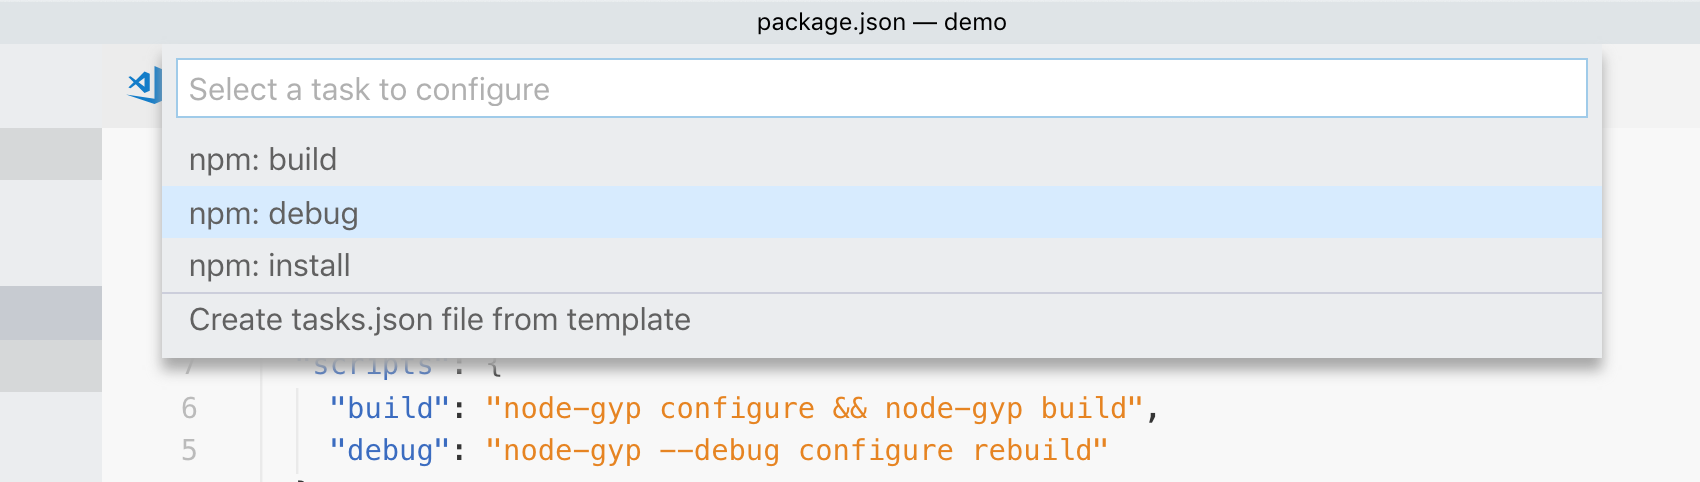 package.json — demo
Select a task to configure
npm: build
npm: debug
npm: install
Create tasks.json file from template
7 "scripts": {
6 "build": "node-gyp configure && node-gyp build",
5 "debug": "node-gyp --debug configure rebuild"